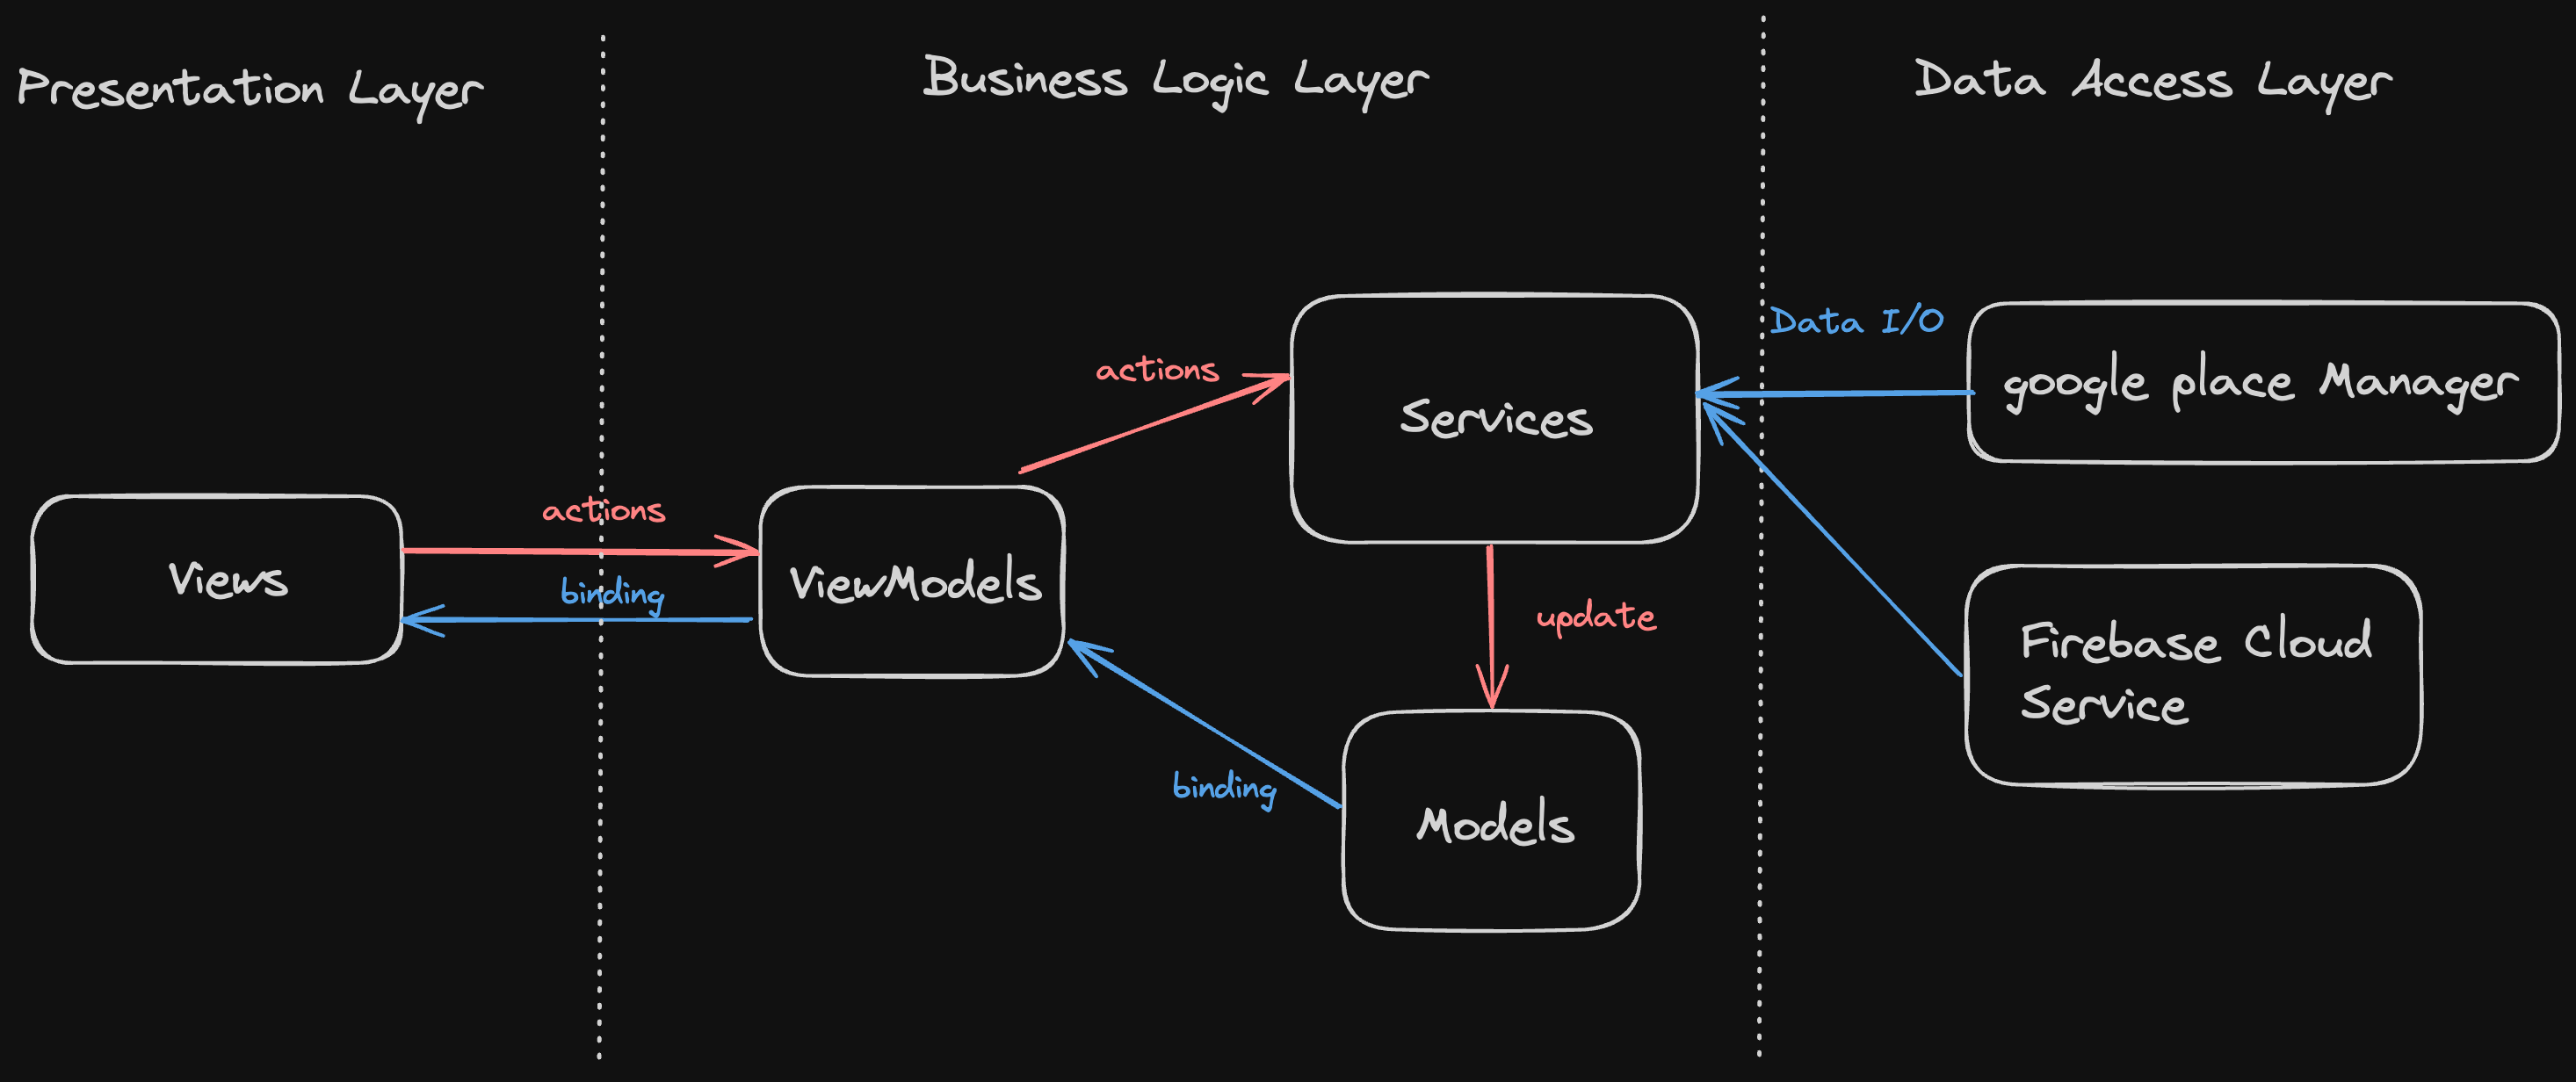 Presentation Layer
Business Logic Layer
Data Access Layer
Data I/O
google place Manager
actions
Services
actions
Views
binding
ViewModels
update
Firebase Cloud
Service
binding
Models